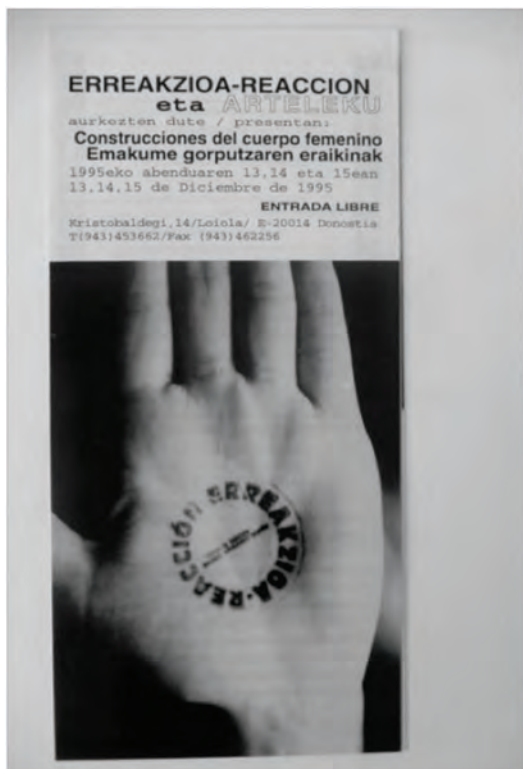 ERREAKZIOA-REACCION
eta ARTELEKU
aurkezten dute / presentan:
Construcciones del cuerpo femenino
Emakume gorputzaren eraikinak
1995eko abenduaren 13,14 eta 15ean
13,14,15 de Diciembre de 1995
ENTRADA LIBRE
Kristobaldegi,14/Loiola/ E-20014 Donostia
T(943)453662/Fax (943)462256
ERREAKZIOA-REACCIÓN